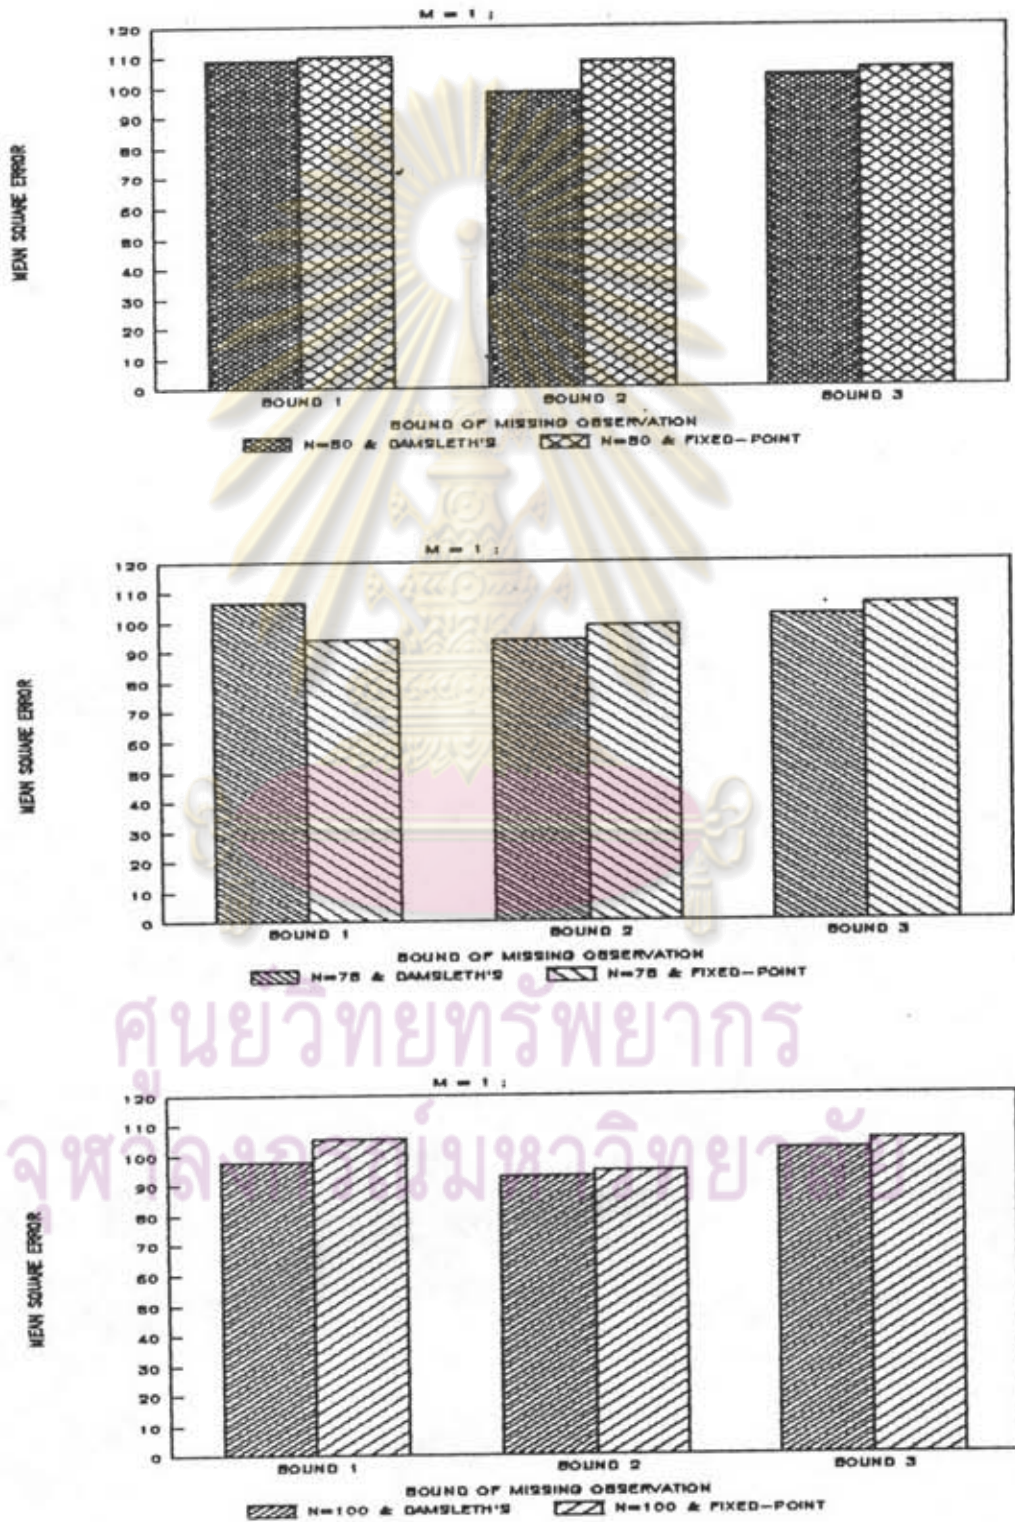 M = 1 ;
120
110
100
90
80
70
60
50
40
30
20
10
0
MEAN SQUARE ERROR
BOUND 1 BOUND 2 BOUND 3
BOUND OF MISSING OBSERVATION
N=50 & DAMSLETH'S N=50 & FIXED-POINT
M = 1 ;
120
110
100
90
80
70
60
50
40
30
20
10
0
MEAN SQUARE ERROR
BOUND 1 BOUND 2 BOUND 3
BOUND OF MISSING OBSERVATION
N=75 & DAMSLETH'S N=75 & FIXED-POINT
ศูนย์วิทยทรัพยากร
M = 1 ;
จุฬาลงกรณ์มหาวิทยาลัย
120
110
100
90
80
70
60
50
40
30
20
10
0
MEAN SQUARE ERROR
BOUND 1 BOUND 2 BOUND 3
BOUND OF MISSING OBSERVATION
N=100 & DAMSLETH'S N=100 & FIXED-POINT